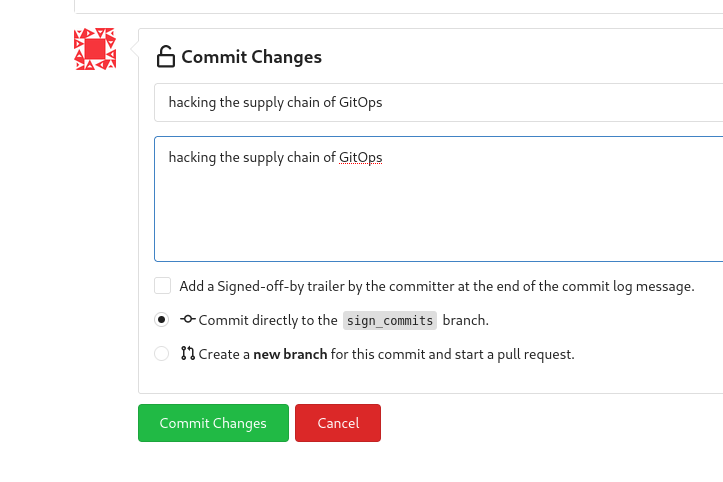 Commit Changes
hacking the supply chain of GitOps
hacking the supply chain of GitOps
Add a Signed-off-by trailer by the committer at the end of the commit log message.
Commit directly to the sign_commits branch.
Create a new branch for this commit and start a pull request.
Commit Changes Cancel